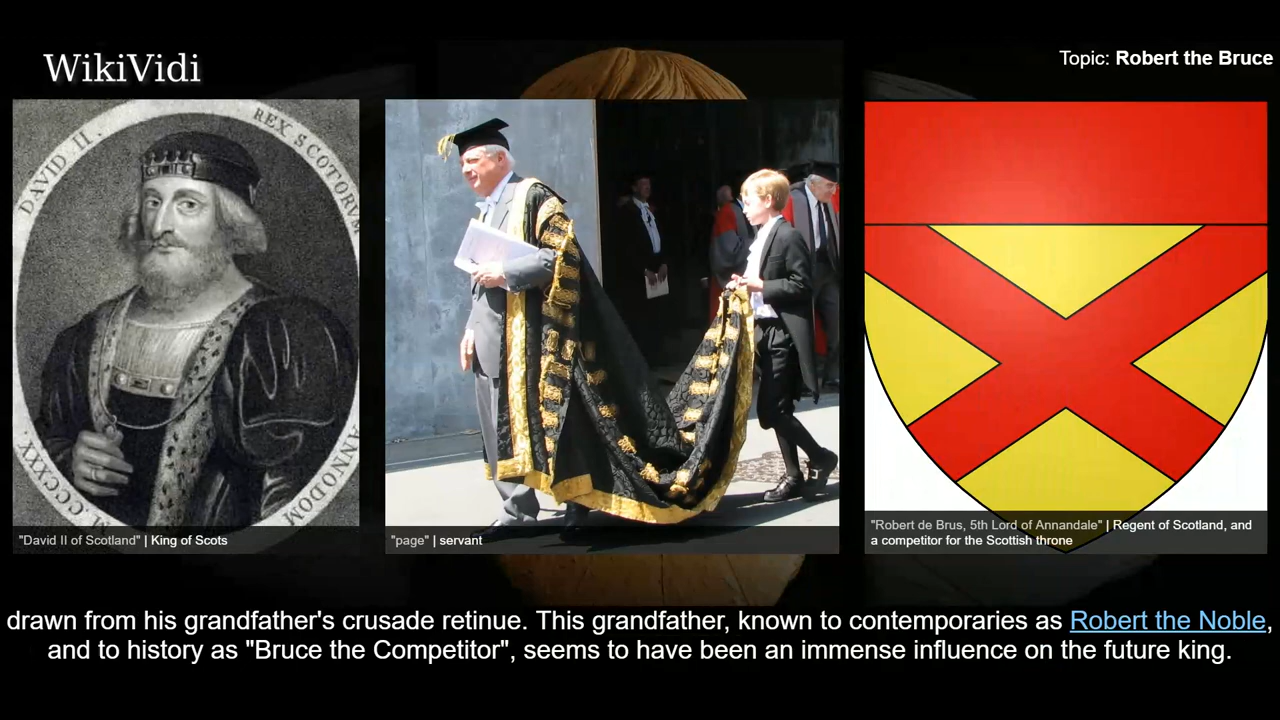 WikiVidi
Topic: Robert the Bruce
DAVID II.
REX SCOTORVM
ANNODOM
M.CCCXX
"David II of Scotland" | King of Scots
"page" | servant
"Robert de Brus, 5th Lord of Annandale" | Regent of Scotland, and
a competitor for the Scottish throne
drawn from his grandfather's crusade retinue. This grandfather, known to contemporaries as Robert the Noble,
and to history as "Bruce the Competitor", seems to have been an immense influence on the future king.